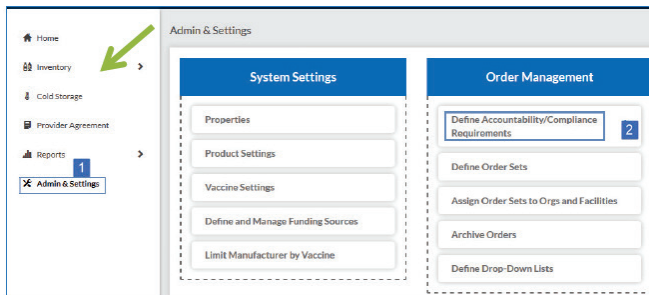 Home
Inventory
Cold Storage
Provider Agreement
Reports
1
Admin & Settings
Admin & Settings
System Settings
Properties
Product Settings
Vaccine Settings
Define and Manage Funding Sources
Limit Manufacturer by Vaccine
Order Management
Define Accountability/Compliance
Requirements
2
Define Order Sets
Assign Order Sets to Orgs and Facilities
Archive Orders
Define Drop-Down Lists